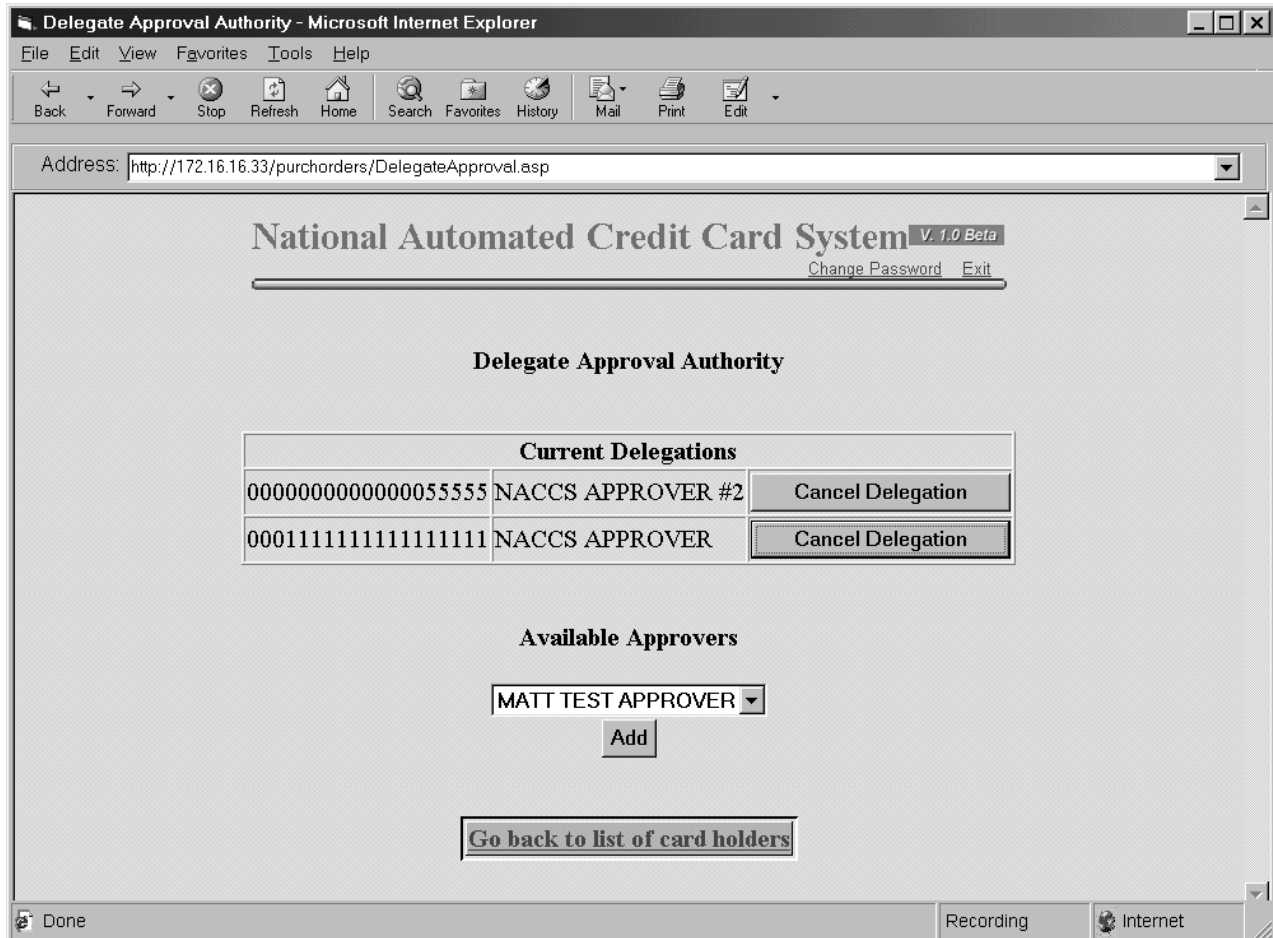 Delegate Approval Authority - Microsoft Internet Explorer
File Edit View Favorites Tools Help
Back Forward Stop Refresh Home Search Favorites History Mail Print Edit
Address: http://172.16.16.33/purchorders/DelegateApproval.asp
National Automated Credit Card System V. 1.0 Beta
Change Password Exit
Delegate Approval Authority
Current Delegations
0000000000000055555 NACCS APPROVER #2 Cancel Delegation
0001111111111111111 NACCS APPROVER Cancel Delegation
Available Approvers
MATT TEST APPROVER
Add
Go back to list of card holders
Done Recording Internet